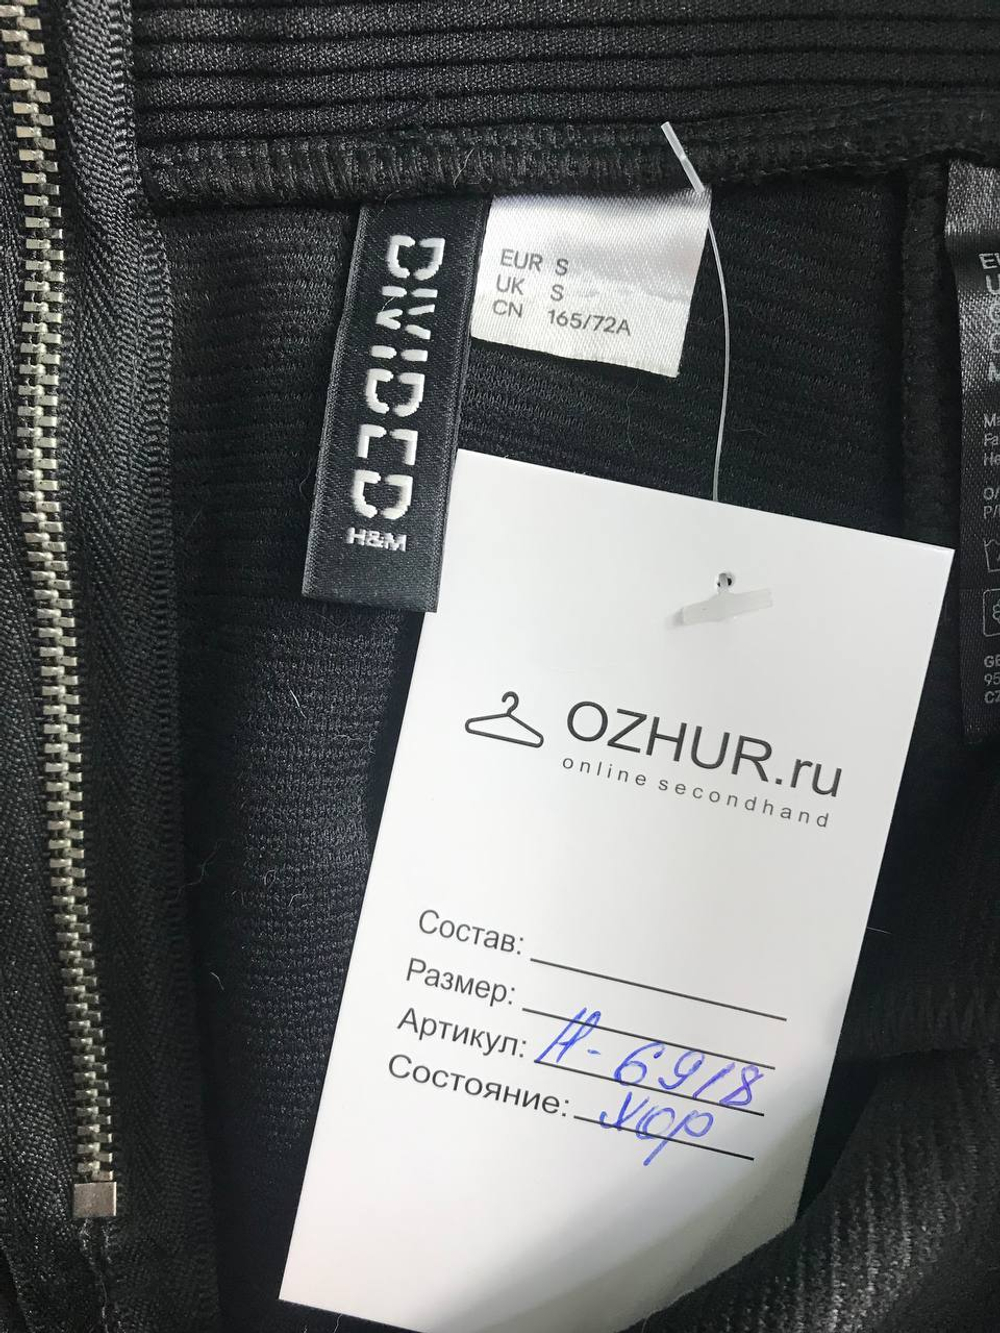 DIVIDED
H&M
EUR S
UK S
CN 165/72A
OZHUR.ru
online secondhand
Состав:
Размер:
Артикул: Н-6918
Состояние: хор